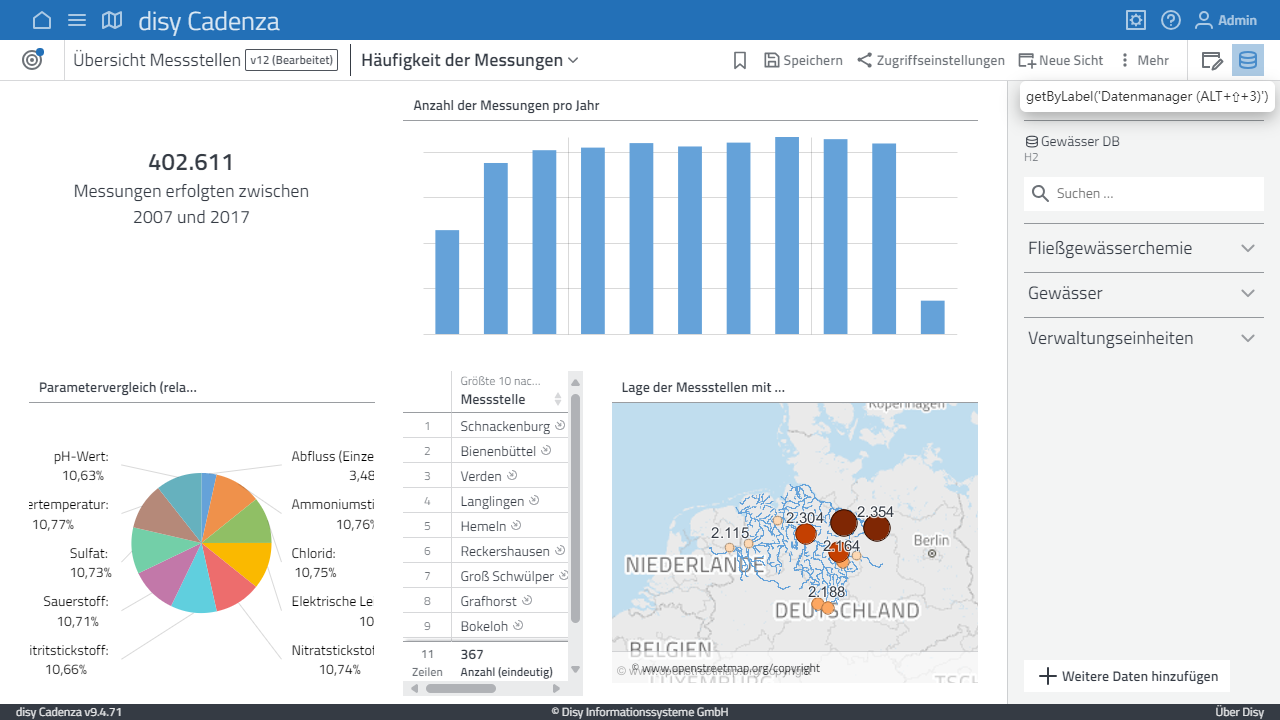 disy Cadenza
Admin
Übersicht Messstellen v12 (Bearbeitet)
Häufigkeit der Messungen
Speichern
Zugriffseinstellungen
Neue Sicht
Mehr
getByLabel('Datenmanager (ALT+⇧+3)')
402.611
Messungen erfolgten zwischen
2007 und 2017
Anzahl der Messungen pro Jahr
Gewässer DB
H2
Suchen ...
Fließgewässerchemie
Gewässer
Verwaltungseinheiten
Parametervergleich (rela...
pH-Wert:
10,63%
ertemperatur:
10,77%
Sulfat:
10,73%
Sauerstoff:
10,71%
itritstickstoff:
10,66%
Abfluss (Einze
3,48
Ammoniumsti
10,76%
Chlorid:
10,75%
Elektrische Le
10
Nitratstickstof
10,74%
Größte 10 nac...
Messstelle
1 Schnackenburg
2 Bienenbüttel
3 Verden
4 Langlingen
5 Hemeln
6 Reckershausen
7 Groß Schwülper
8 Grafhorst
9 Bokeloh
11 367
Zeilen Anzahl (eindeutig)
Lage der Messstellen mit ...
Kopenhagen
2.304
2.354
2.115
2.164
Berlin
NIEDERLANDE
2.188
DEUTSCHLAND
BELGIEN
© www.openstreetmap.org/copyright
© www.openstreetmap.org/copyright
LUXEMBURG
TSCH
Weitere Daten hinzufügen
disy Cadenza v9.4.71
© Disy Informationssysteme GmbH
Über Disy